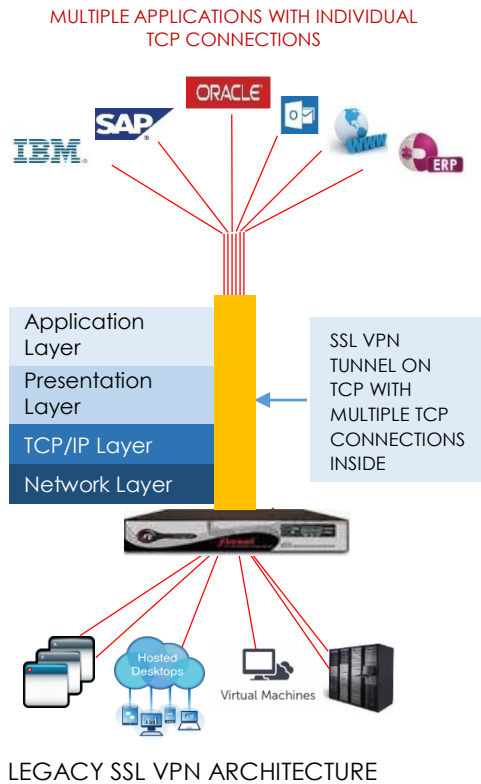 MULTIPLE APPLICATIONS WITH INDIVIDUAL
TCP CONNECTIONS
ORACLE
SAP
IBM
WWW
ERP
Application
Layer
Presentation
Layer
TCP/IP Layer
Network Layer
SSL VPN
TUNNEL ON
TCP WITH
MULTIPLE TCP
CONNECTIONS
INSIDE
Hosted
Desktops
Virtual Machines
LEGACY SSL VPN ARCHITECTURE